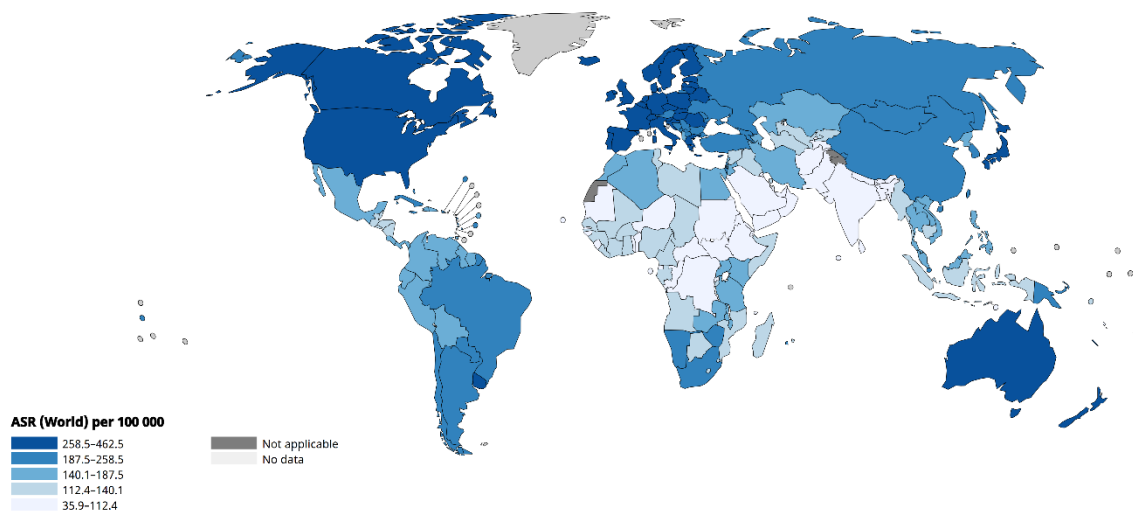 ASR (World) per 100 000
258.5–462.5
187.5–258.5
140.1–187.5
112.4–140.1
35.9–112.4
Not applicable
No data